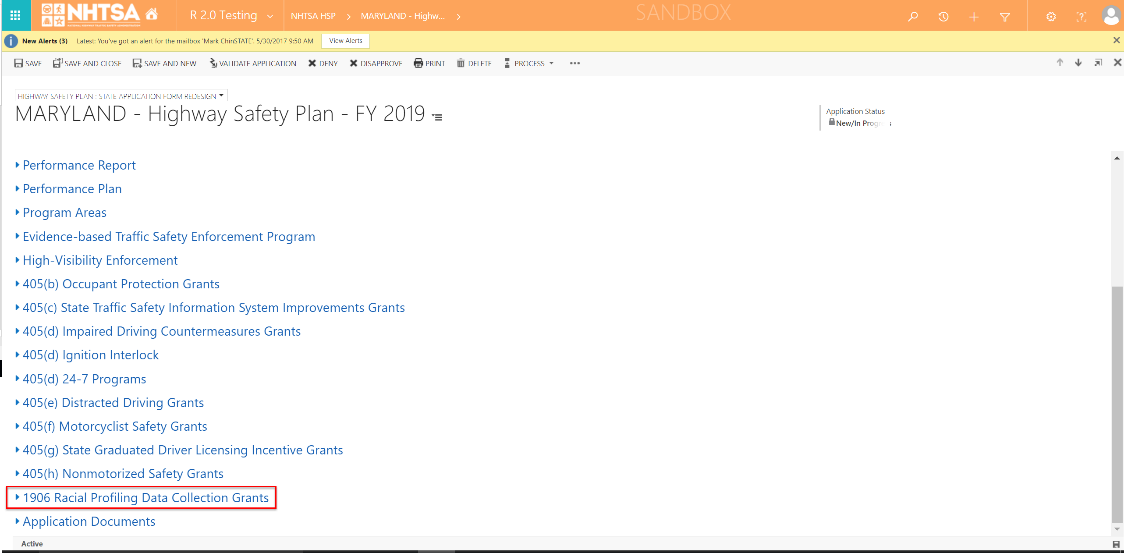 SANDBOX
NHTSA
R 2.0 Testing
NHTSA HSP
MARYLAND - Highw...
New Alerts (3) Latest: You've got an alert for the mailbox 'Mark ChinSTATE'. 5/30/2017 9:50 AM View Alerts
SAVE SAVE AND CLOSE SAVE AND NEW VALIDATE APPLICATION DENY DISAPPROVE PRINT DELETE PROCESS ...
HIGHWAY SAFETY PLAN : STATE APPLICATION FORM REDESIGN
MARYLAND - Highway Safety Plan - FY 2019
Application Status
New/In Progr
Performance Report
Performance Plan
Program Areas
Evidence-based Traffic Safety Enforcement Program
High-Visibility Enforcement
405(b) Occupant Protection Grants
405(c) State Traffic Safety Information System Improvements Grants
405(d) Impaired Driving Countermeasures Grants
405(d) Ignition Interlock
405(d) 24-7 Programs
405(e) Distracted Driving Grants
405(f) Motorcyclist Safety Grants
405(g) State Graduated Driver Licensing Incentive Grants
405(h) Nonmotorized Safety Grants
1906 Racial Profiling Data Collection Grants
Application Documents
Active